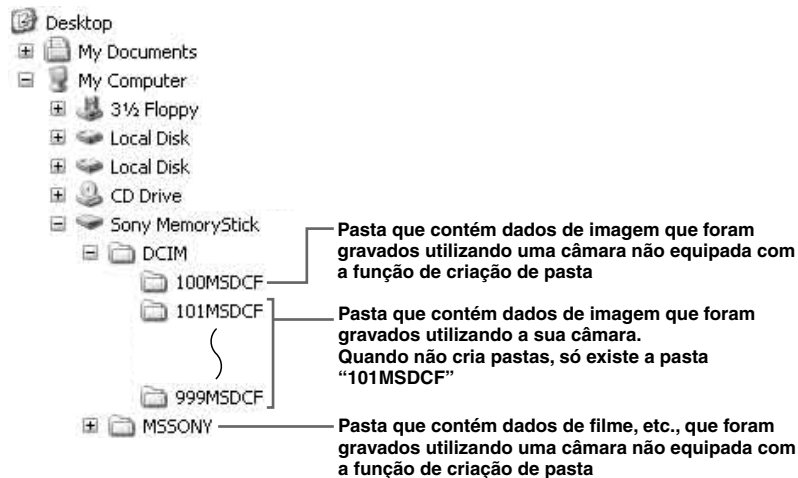 Desktop
My Documents
My Computer
3½ Floppy
Local Disk
Local Disk
CD Drive
Sony MemoryStick
DCIM
100MSDCF
101MSDCF
999MSDCF
MSSONY
Pasta que contém dados de imagem que foram
gravados utilizando uma câmara não equipada com
a função de criação de pasta
Pasta que contém dados de imagem que foram
gravados utilizando a sua câmara.
Quando não cria pastas, só existe a pasta
“101MSDCF”
Pasta que contém dados de filme, etc., que foram
gravados utilizando uma câmara não equipada com
a função de criação de pasta